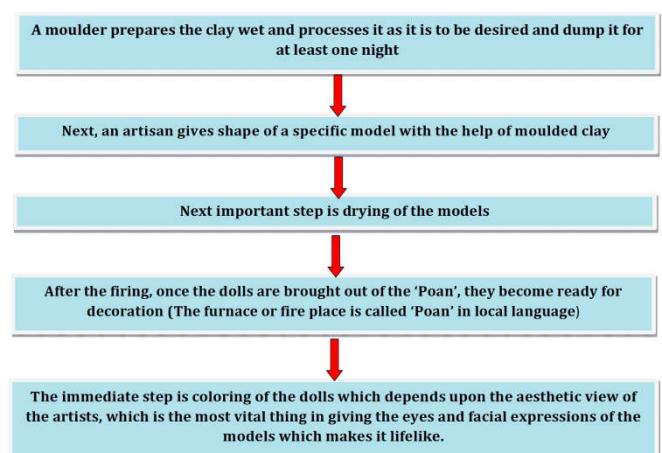 A moulder prepares the clay wet and processes it as it is to be desired and dump it for
at least one night
Next, an artisan gives shape of a specific model with the help of moulded clay
Next important step is drying of the models
After the firing, once the dolls are brought out of the ‘Poan’, they become ready for
decoration (The furnace or fire place is called ‘Poan’ in local language)
The immediate step is coloring of the dolls which depends upon the aesthetic view of
the artists, which is the most vital thing in giving the eyes and facial expressions of the
models which makes it lifelike.